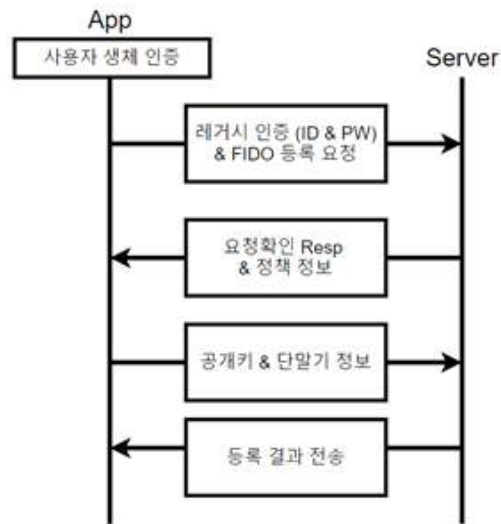 App
사용자 생체 인증
Server
레거시 인증 (ID & PW)
& FIDO 등록 요청
요청확인 Resp
& 정책 정보
공개키 & 단말기 정보
등록 결과 전송